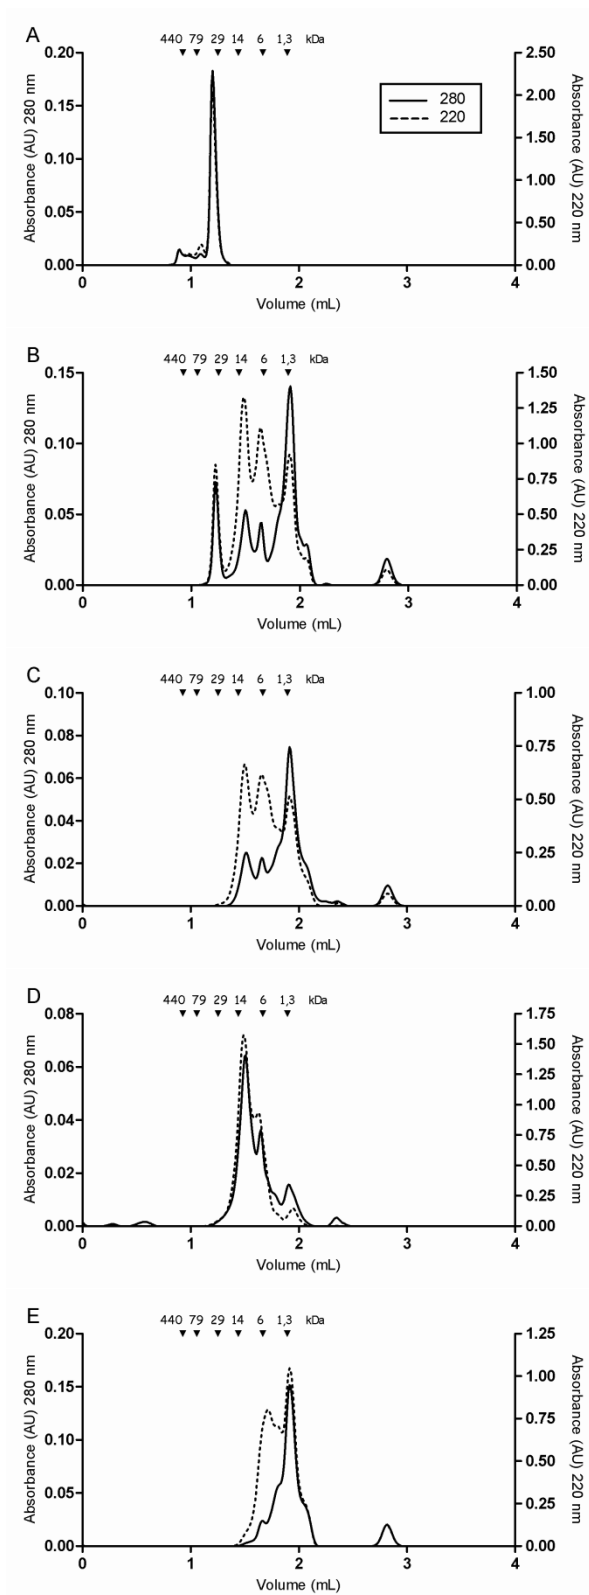 A
440 79 29 14 6 1,3 kDa
Absorbance (AU) 280 nm
0.20
0.15
0.10
0.05
0.00
280
220
2.50
2.00
1.50
1.00
0.50
0.00
Absorbance (AU) 220 nm
0 1 2 3 4
Volume (mL)
B
440 79 29 14 6 1,3 kDa
Absorbance (AU) 280 nm
0.15
0.10
0.05
0.00
1.50
1.25
1.00
0.75
0.50
0.25
0.00
Absorbance (AU) 220 nm
0 1 2 3 4
Volume (mL)
C
440 79 29 14 6 1,3 kDa
Absorbance (AU) 280 nm
0.10
0.08
0.06
0.04
0.02
0.00
1.00
0.75
0.50
0.25
0.00
Absorbance (AU) 220 nm
0 1 2 3 4
Volume (mL)
D
440 79 29 14 6 1,3 kDa
Absorbance (AU) 280 nm
0.08
0.06
0.04
0.02
0.00
1.75
1.50
1.25
1.00
0.75
0.50
0.25
0.00
Absorbance (AU) 220 nm
0 1 2 3 4
Volume (mL)
E
440 79 29 14 6 1,3 kDa
Absorbance (AU) 280 nm
0.20
0.15
0.10
0.05
0.00
1.25
1.00
0.75
0.50
0.25
0.00
Absorbance (AU) 220 nm
0 1 2 3 4
Volume (mL)